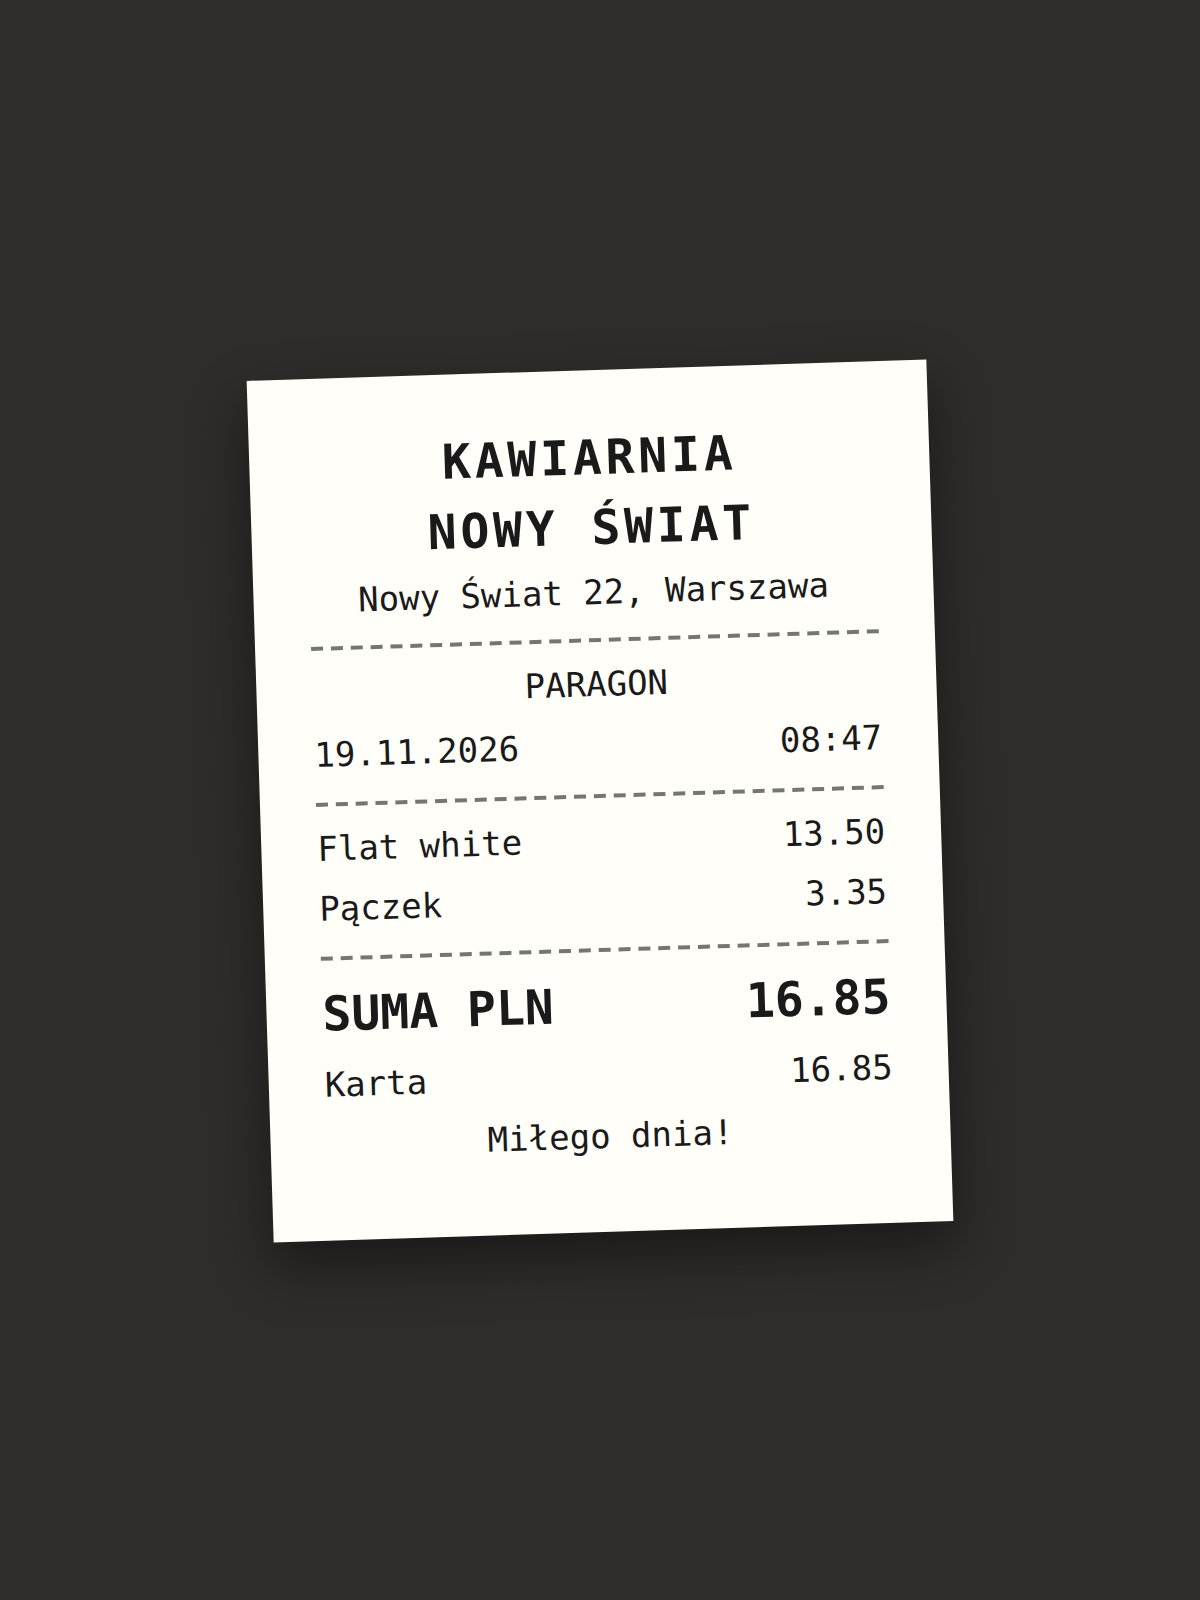 KAWIARNIA
NOWY ŚWIAT
Nowy Świat 22, Warszawa
PARAGON
19.11.2026 08:47
Flat white 13.50
Pączek 3.35
SUMA PLN 16.85
Karta 16.85
Miłego dnia!